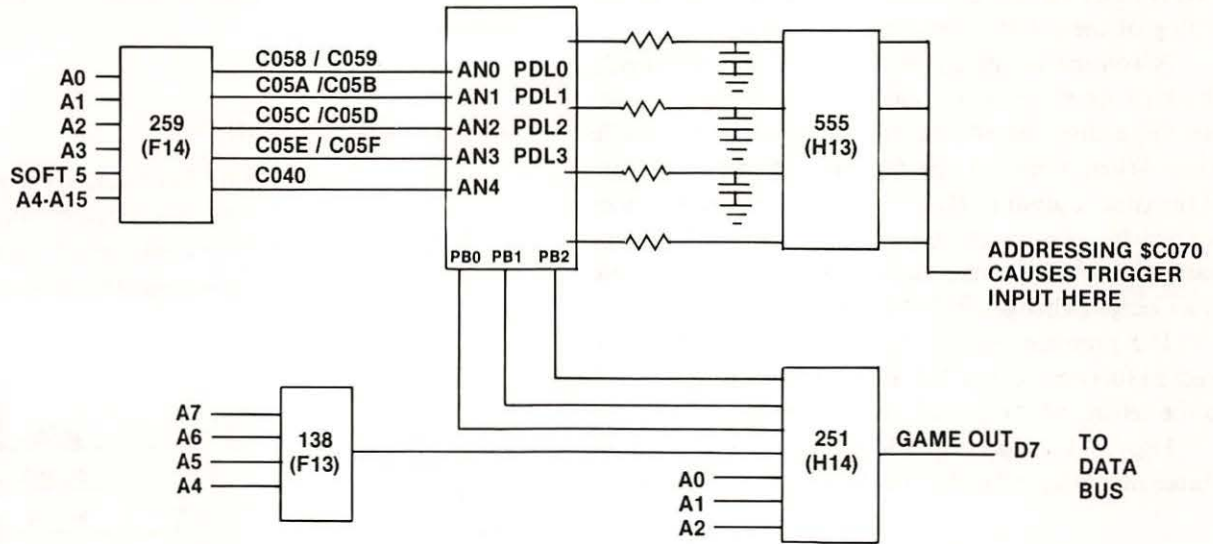 C058 / C059
C05A /C05B
C05C /C05D
C05E / C05F
C040
A0
A1
A2
A3
SOFT 5
A4-A15
259
(F14)
AN0 PDL0
AN1 PDL1
AN2 PDL2
AN3 PDL3
AN4
PB0 PB1 PB2
555
(H13)
ADDRESSING $C070
CAUSES TRIGGER
INPUT HERE
A7
A6
A5
A4
138
(F13)
A0
A1
A2
251
(H14)
GAME OUT D7
TO
DATA
BUS